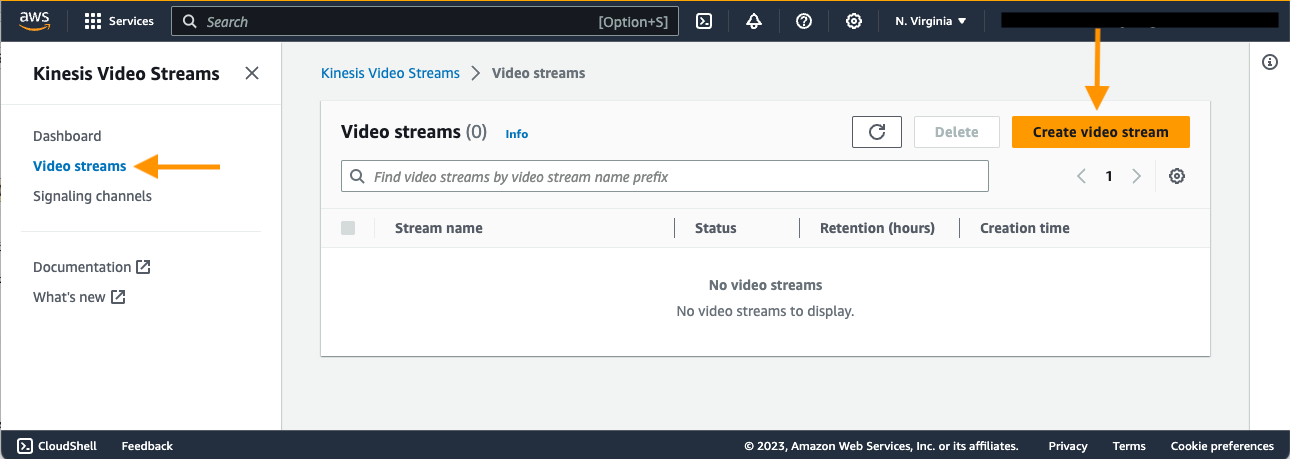 aws Services Search [Option+S] N. Virginia
Kinesis Video Streams
Dashboard
Video streams
Signaling channels
Documentation
What's new
Kinesis Video Streams Video streams
Video streams (0) Info Delete Create video stream
Find video streams by video stream name prefix 1
Stream name Status Retention (hours) Creation time
No video streams
No video streams to display.
CloudShell Feedback © 2023, Amazon Web Services, Inc. or its affiliates. Privacy Terms Cookie preferences